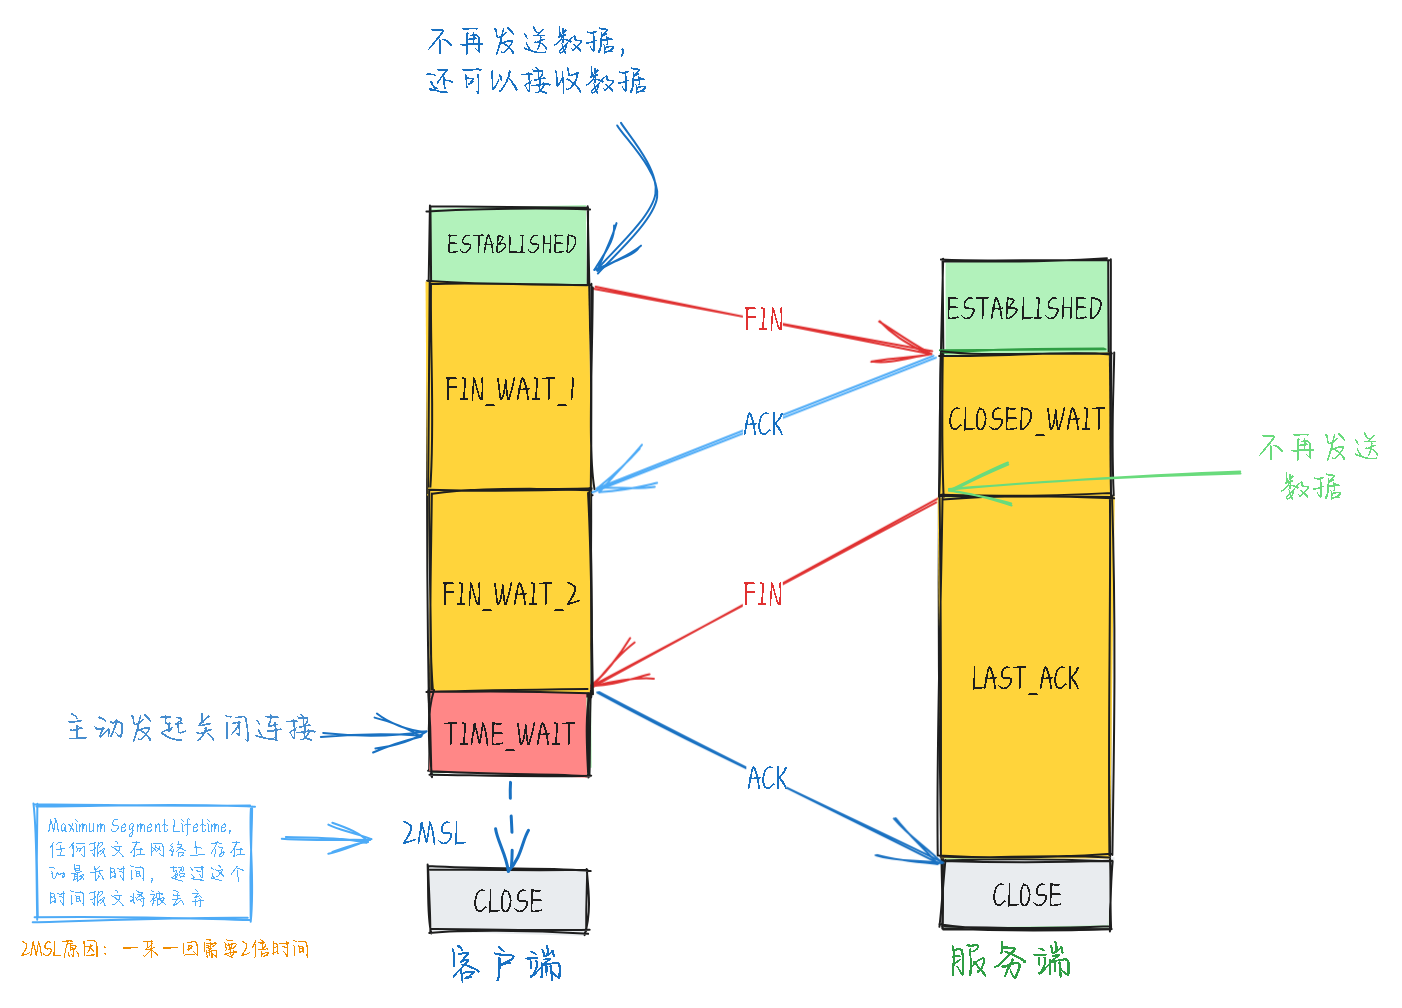 不再发送数据，
还可以接收数据
ESTABLISHED
ESTABLISHED
FIN
FIN_WAIT_1
ACK
CLOSED_WAIT
不再发送
数据
FIN_WAIT_2
FIN
LAST_ACK
主动发起关闭连接
TIME_WAIT
ACK
Maximum Segment Lifetime，
任何报文在网络上存在
的最长时间，超过这个
时间报文将被丢弃
2MSL
CLOSE
CLOSE
2MSL原因：一来一回需要2倍时间
客户端
服务端